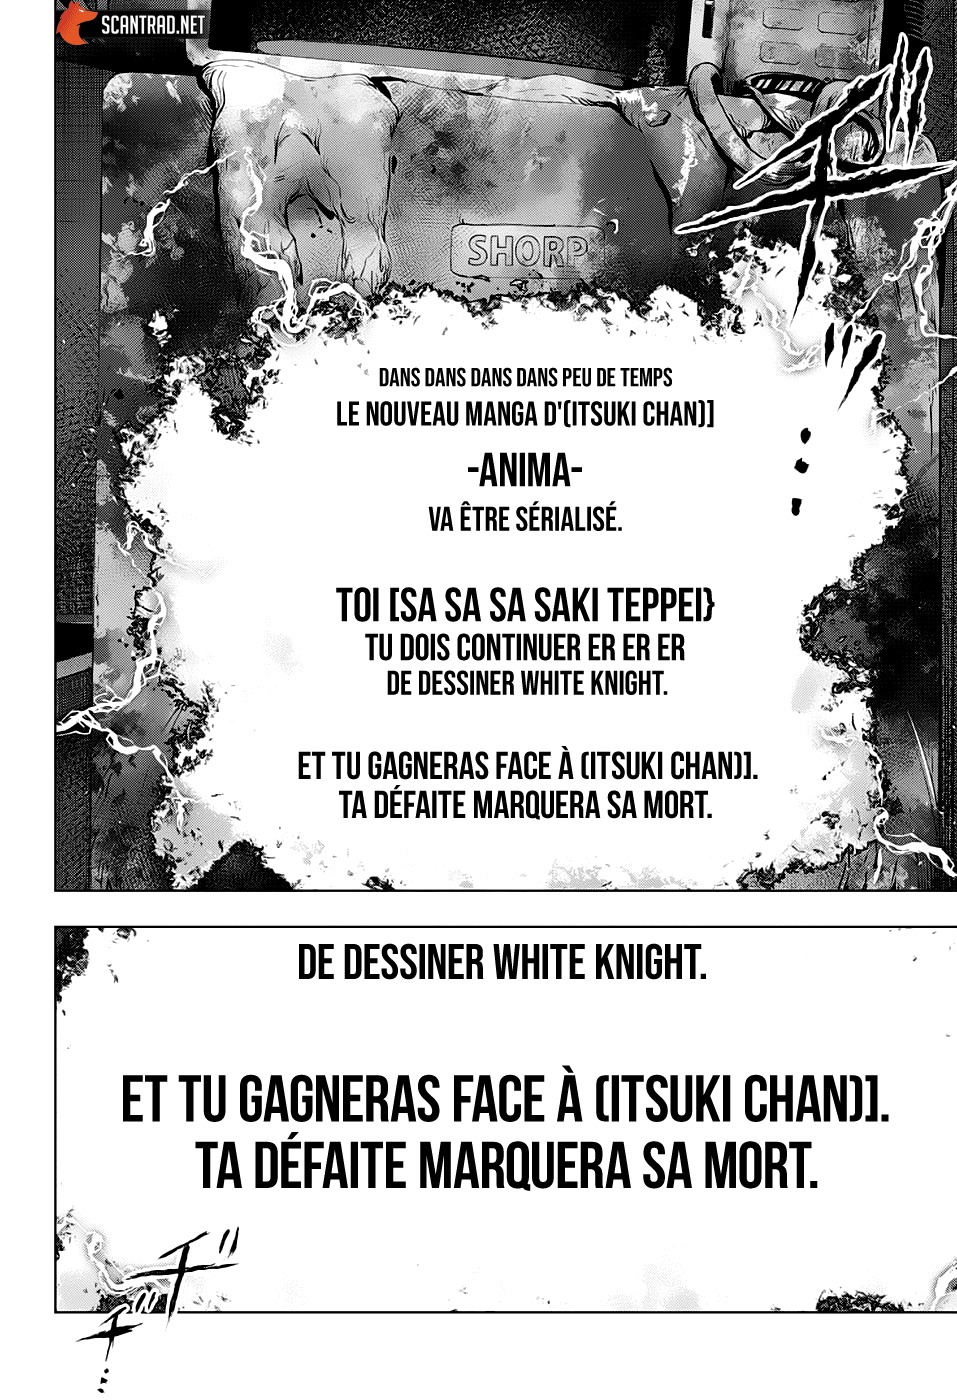 SCANTRAD.NET
SHORP
DANS DANS DANS DANS PEU DE TEMPS
LE NOUVEAU MANGA D'(ITSUKI CHAN)]
-ANIMA-
VA ÊTRE SÉRIALISÉ.
TOI [SA SA SA SAKI TEPPEI}
TU DOIS CONTINUER ER ER ER
DE DESSINER WHITE KNIGHT.
ET TU GAGNERAS FACE À (ITSUKI CHAN)].
TA DÉFAITE MARQUERA SA MORT.
DE DESSINER WHITE KNIGHT.
ET TU GAGNERAS FACE À (ITSUKI CHAN)].
TA DÉFAITE MARQUERA SA MORT.